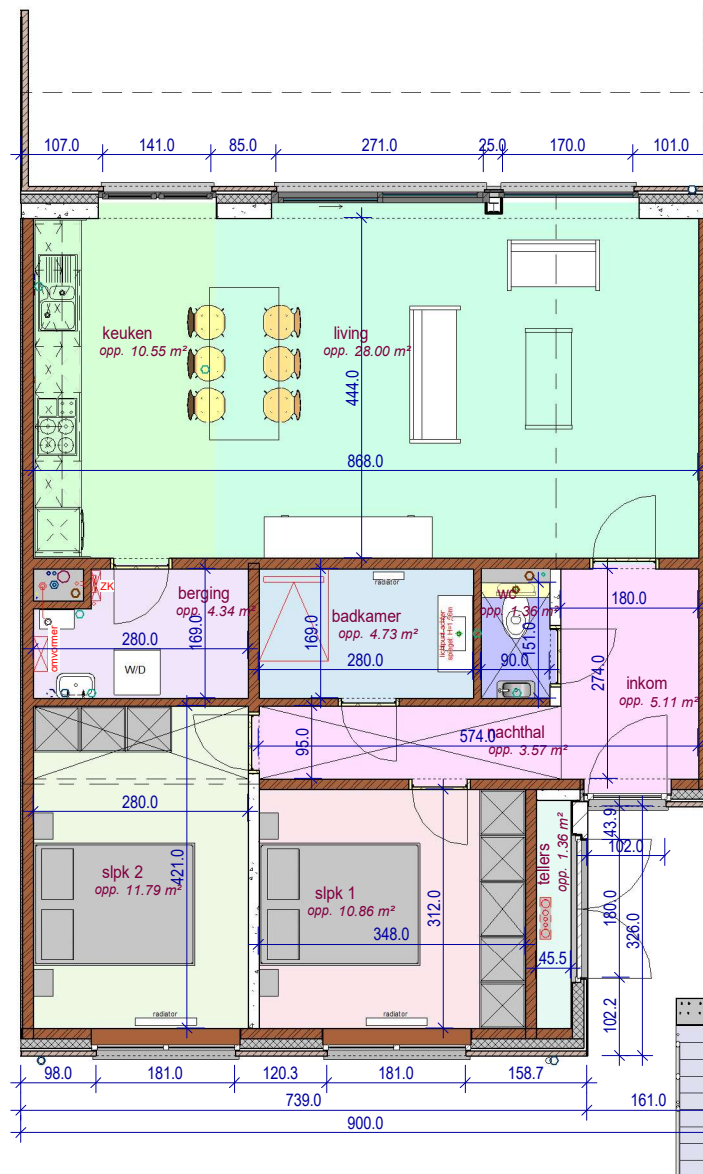 107.0 141.0 85.0 271.0 25.0 170.0 101.0
keuken
opp. 10.55 m²
living
opp. 28.00 m²
444.0
868.0
radiator
ZK
berging
opp. 4.34 m²
169.0
280.0
omvormer
W/D
badkamer
opp. 4.73 m²
169.0
280.0
lichtpunt achter
spiegel H=1.90m
wc
opp. 1.36 m²
151.0
90.0
180.0
274.0
inkom
opp. 5.11 m²
nachthal
opp. 3.57 m²
574.0
95.0
280.0
slpk 2
opp. 11.79 m²
421.0
radiator
slpk 1
opp. 10.86 m²
312.0
348.0
radiator
tellers
opp. 1.36 m²
45.5
43.9
102.0
180.0
326.0
102.2
98.0 181.0 120.3 181.0 158.7
739.0 161.0
900.0